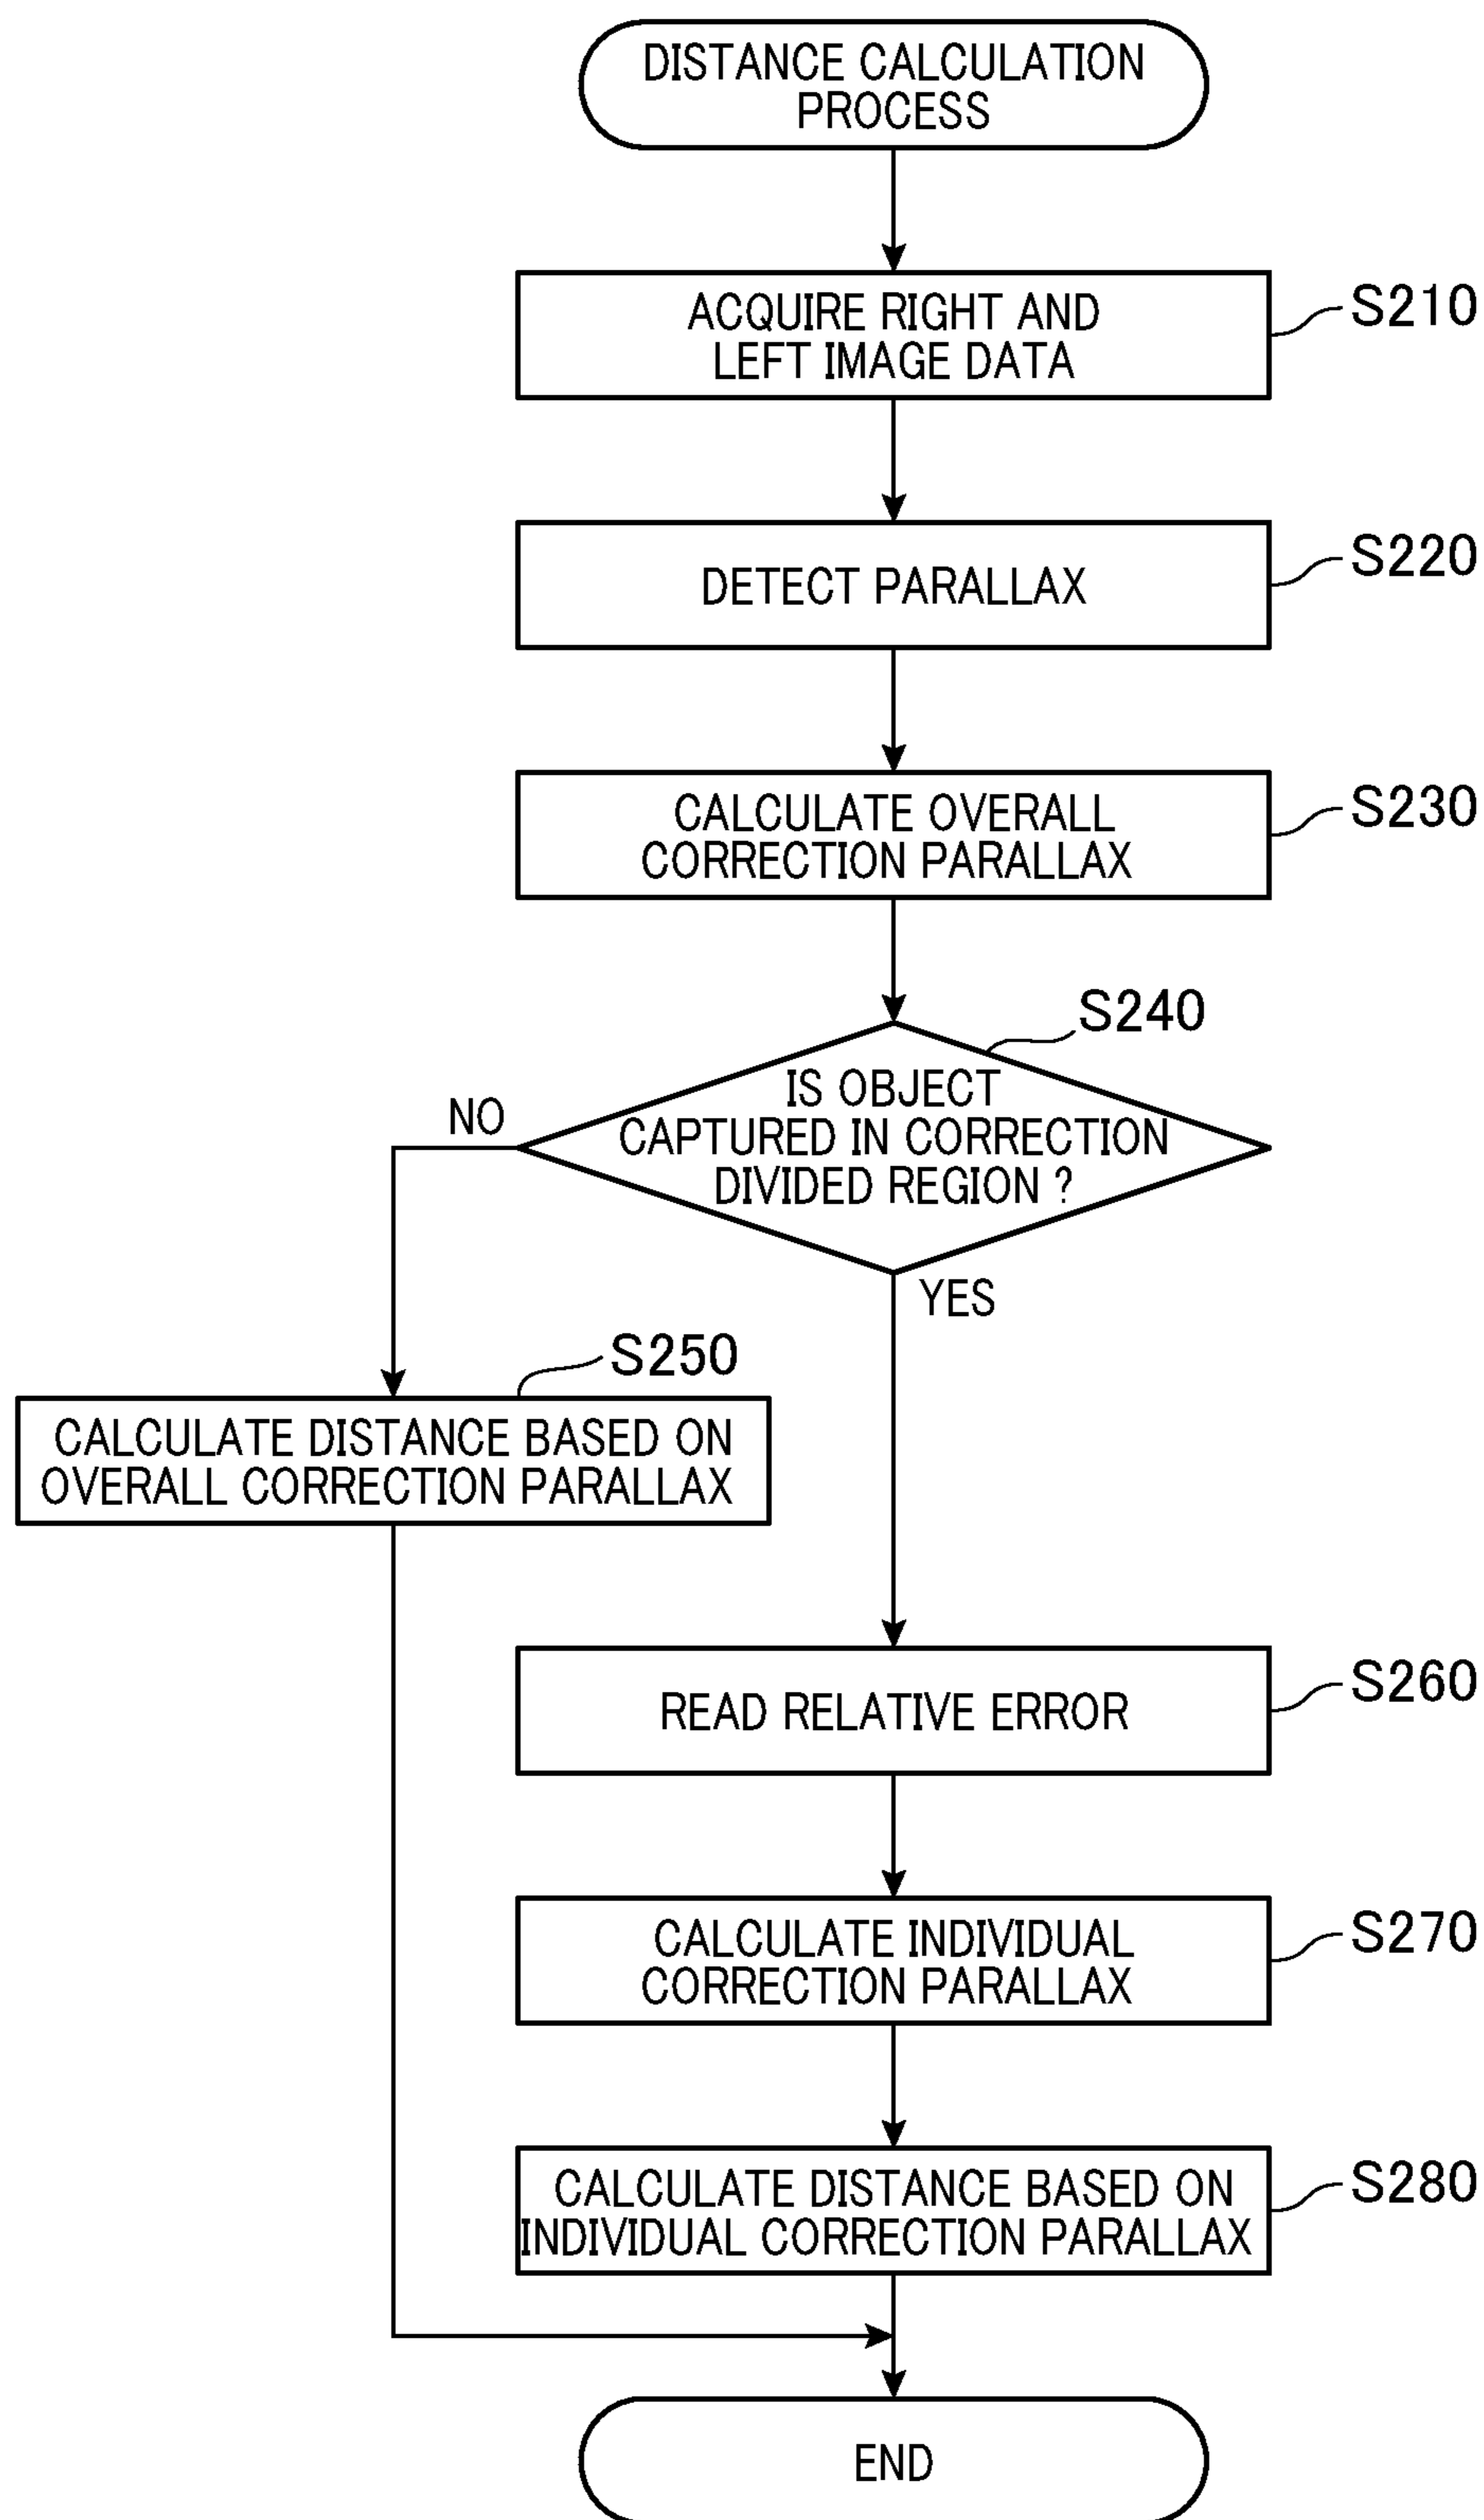 DISTANCE CALCULATION
PROCESS
ACQUIRE RIGHT AND
LEFT IMAGE DATA
S210
DETECT PARALLAX
S220
CALCULATE OVERALL
CORRECTION PARALLAX
S230
S240
IS OBJECT
CAPTURED IN CORRECTION
DIVIDED REGION ?
NO
YES
S250
CALCULATE DISTANCE BASED ON
OVERALL CORRECTION PARALLAX
READ RELATIVE ERROR
S260
CALCULATE INDIVIDUAL
CORRECTION PARALLAX
S270
CALCULATE DISTANCE BASED ON
INDIVIDUAL CORRECTION PARALLAX
S280
END